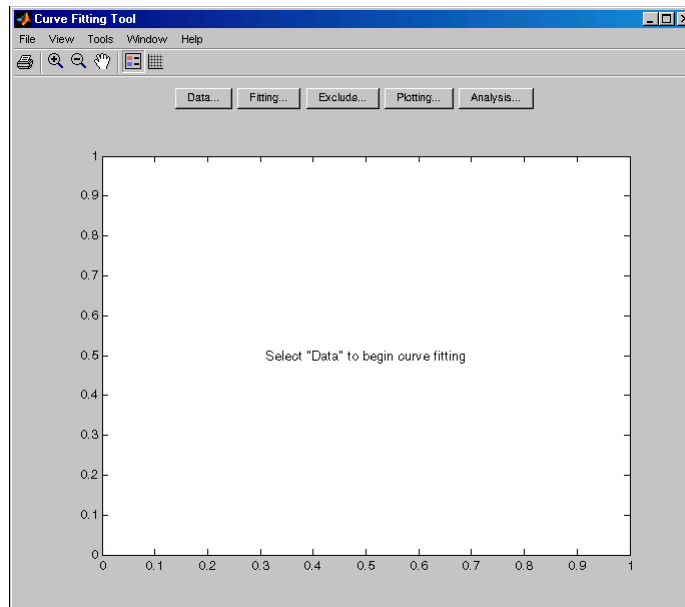 Curve Fitting Tool
File View Tools Window Help
Data... Fitting... Exclude... Plotting... Analysis...
1
0.9
0.8
0.7
0.6
0.5
Select "Data" to begin curve fitting
0.4
0.3
0.2
0.1
0
0 0.1 0.2 0.3 0.4 0.5 0.6 0.7 0.8 0.9 1